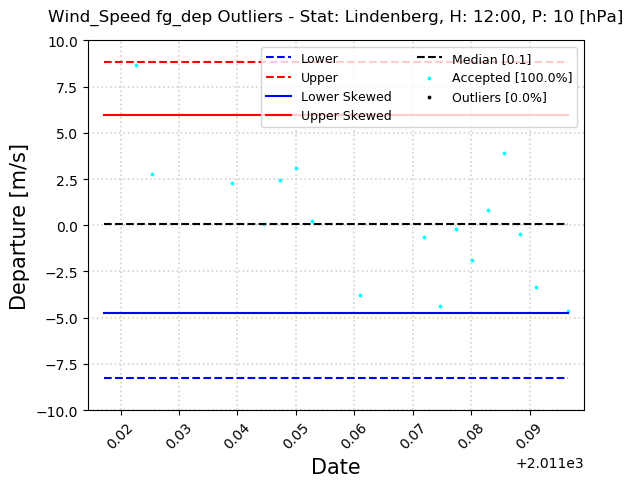 Wind_Speed fg_dep Outliers - Stat: Lindenberg, H: 12:00, P: 10 [hPa]
Lower
Upper
Lower Skewed
Upper Skewed
Median [0.1]
Accepted [100.0%]
Outliers [0.0%]
Departure [m/s]
10.0
7.5
5.0
2.5
0.0
−2.5
−5.0
−7.5
−10.0
0.02
0.03
0.04
0.05
0.06
0.07
0.08
0.09
+2.011e3
Date